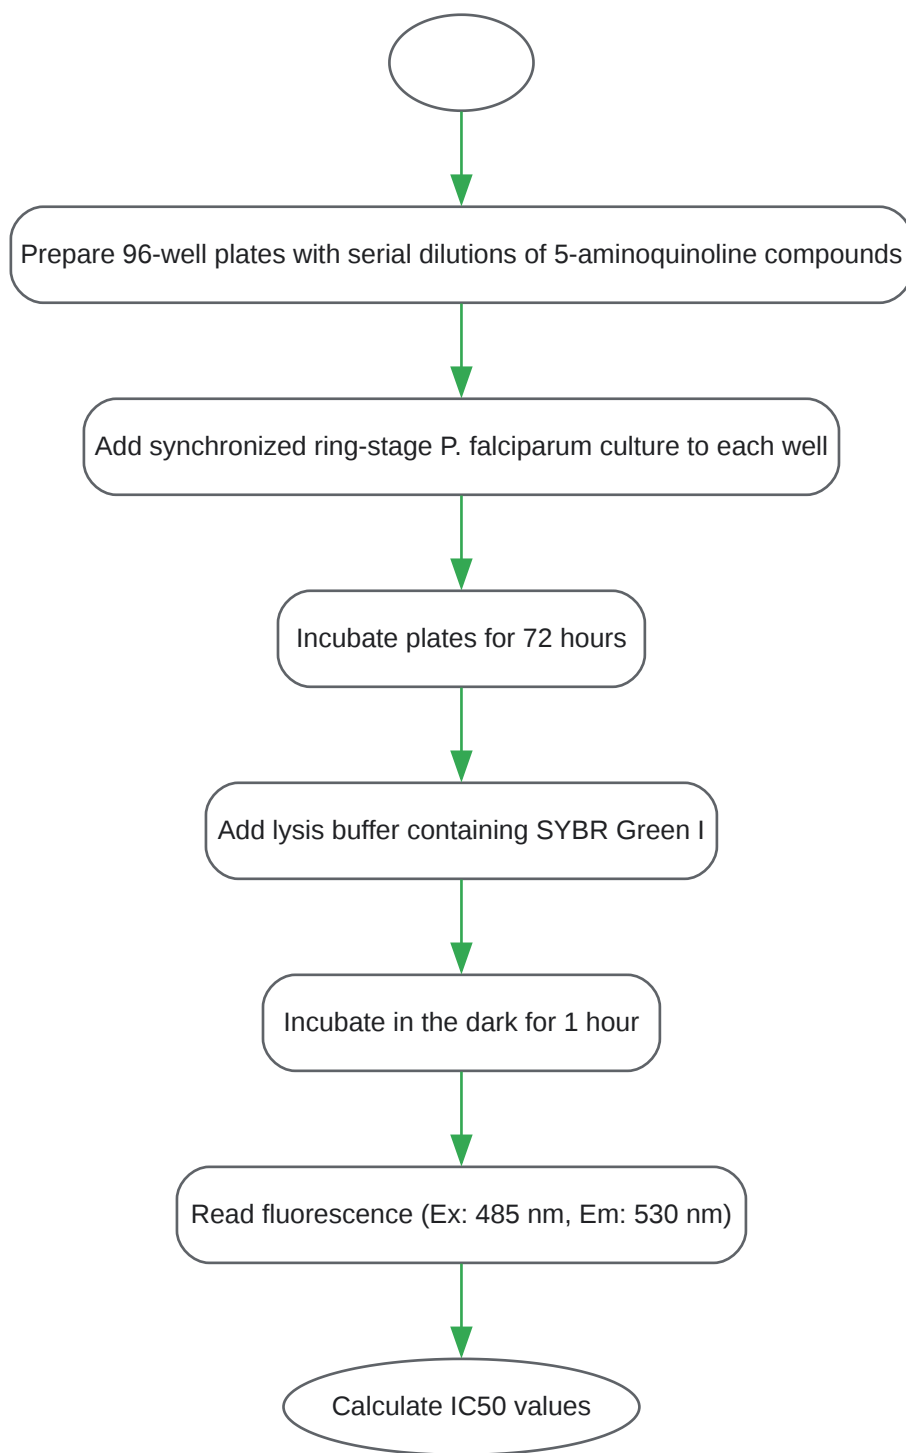 Prepare 96-well plates with serial dilutions of 5-aminoquinoline compounds
Add synchronized ring-stage P. falciparum culture to each well
Incubate plates for 72 hours
Add lysis buffer containing SYBR Green I
Incubate in the dark for 1 hour
Read fluorescence (Ex: 485 nm, Em: 530 nm)
Calculate IC50 values